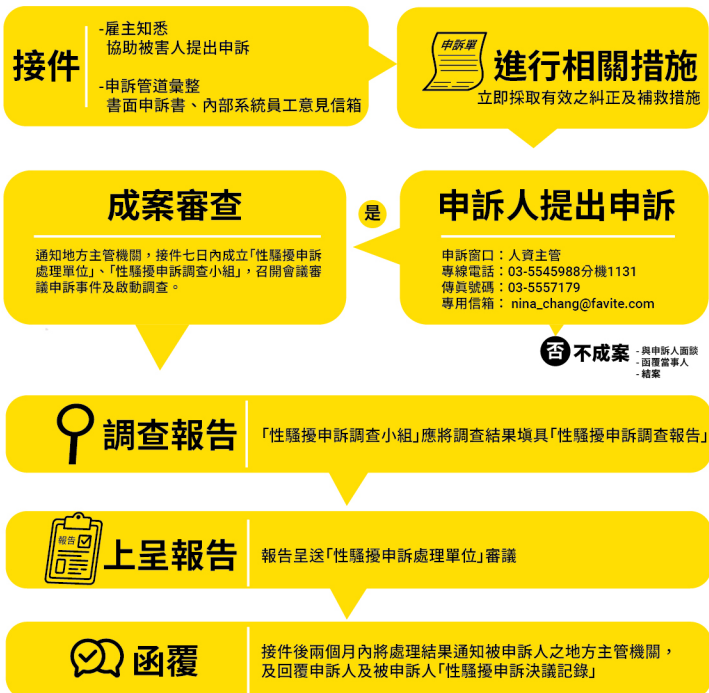 接件
-雇主知悉
協助被害人提出申訴
-申訴管道彙整
書面申訴書、內部系統員工意見信箱
申訴單
進行相關措施
立即採取有效之糾正及補救措施
申訴人提出申訴
申訴窗口：人資主管
專線電話：03-5545988分機1131
傳真號碼：03-5557179
專用信箱： nina_chang@favite.com
是
成案審查
通知地方主管機關，接件七日內成立「性騷擾申訴
處理單位」、「性騷擾申訴調查小組」，召開會議審
議申訴事件及啟動調查。
否 不成案
- 與申訴人面談
- 函覆當事人
- 結案
調查報告
「性騷擾申訴調查小組」應將調查結果填具「性騷擾申訴調查報告」
報告
上呈報告
報告呈送「性騷擾申訴處理單位」審議
函覆
接件後兩個月內將處理結果通知被申訴人之地方主管機關，
及回覆申訴人及被申訴人「性騷擾申訴決議記錄」